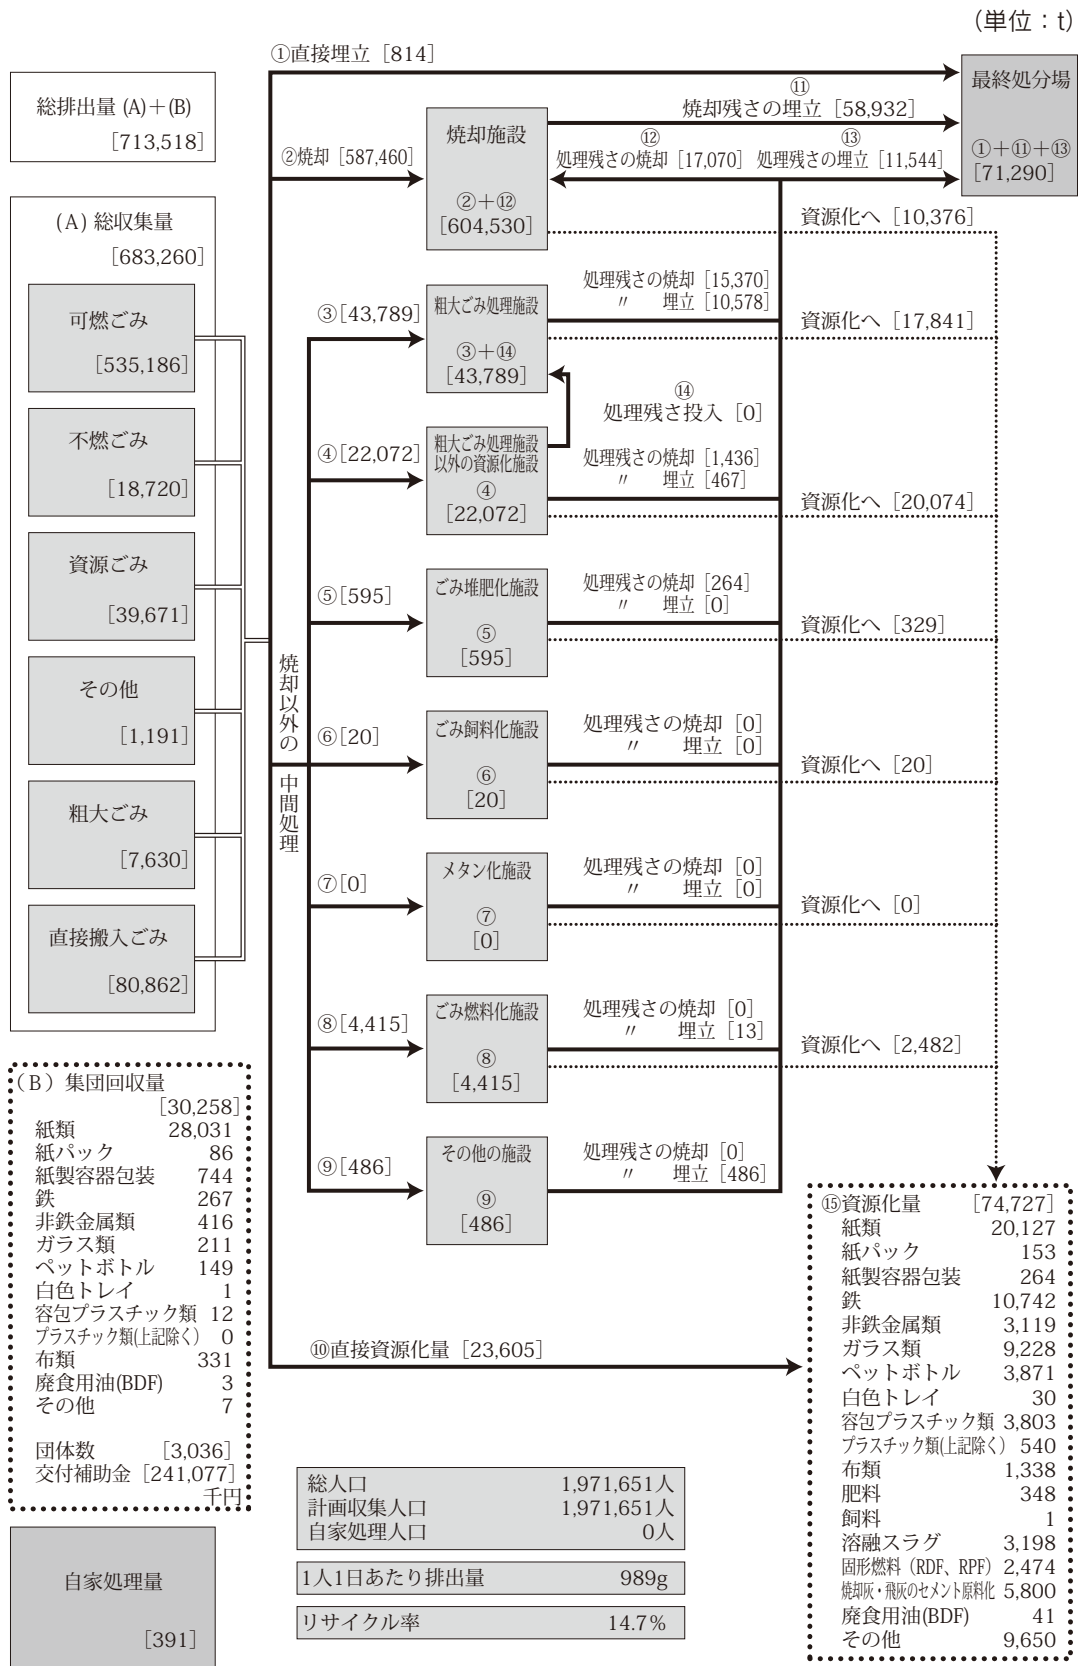 （単位：t）
①直接埋立［814］
総排出量 (A)＋(B)
［713,518］
最終処分場
①＋⑪＋⑬
［71,290］
⑪
焼却残さの埋立［58,932］
焼却施設
②＋⑫
［604,530］
②焼却［587,460］
⑫
処理残さの焼却［17,070］
⑬
処理残さの埋立［11,544］
資源化へ［10,376］
(A) 総収集量
［683,260］
可燃ごみ
［535,186］
不燃ごみ
［18,720］
資源ごみ
［39,671］
その他
［1,191］
粗大ごみ
［7,630］
直接搬入ごみ
［80,862］
焼却以外の
中間処理
③［43,789］
粗大ごみ処理施設
③＋⑭
［43,789］
処理残さの焼却［15,370］
〃 埋立［10,578］
資源化へ［17,841］
⑭
処理残さ投入［0］
④［22,072］
粗大ごみ処理施設
以外の資源化施設
④
［22,072］
処理残さの焼却［1,436］
〃 埋立［467］
資源化へ［20,074］
⑤［595］
ごみ堆肥化施設
⑤
［595］
処理残さの焼却［264］
〃 埋立［0］
資源化へ［329］
⑥［20］
ごみ飼料化施設
⑥
［20］
処理残さの焼却［0］
〃 埋立［0］
資源化へ［20］
⑦［0］
メタン化施設
⑦
［0］
処理残さの焼却［0］
〃 埋立［0］
資源化へ［0］
⑧［4,415］
ごみ燃料化施設
⑧
［4,415］
処理残さの焼却［0］
〃 埋立［13］
資源化へ［2,482］
⑨［486］
その他の施設
⑨
［486］
処理残さの焼却［0］
〃 埋立［486］
(B) 集団回収量
［30,258］
紙類 28,031
紙パック 86
紙製容器包装 744
鉄 267
非鉄金属類 416
ガラス類 211
ペットボトル 149
白色トレイ 1
容包プラスチック類 12
プラスチック類(上記除く) 0
布類 331
廃食用油(BDF) 3
その他 7
団体数 ［3,036］
交付補助金［241,077］
千円
⑩直接資源化量［23,605］
⑮資源化量 ［74,727］
紙類 20,127
紙パック 153
紙製容器包装 264
鉄 10,742
非鉄金属類 3,119
ガラス類 9,228
ペットボトル 3,871
白色トレイ 30
容包プラスチック類 3,803
プラスチック類(上記除く) 540
布類 1,338
肥料 348
飼料 1
溶融スラグ 3,198
固形燃料（RDF、RPF） 2,474
焼却灰・飛灰のセメント原料化 5,800
廃食用油(BDF) 41
その他 9,650
総人口 1,971,651人
計画収集人口 1,971,651人
自家処理人口 0人
1人1日あたり排出量 989g
リサイクル率 14.7％
自家処理量
［391］